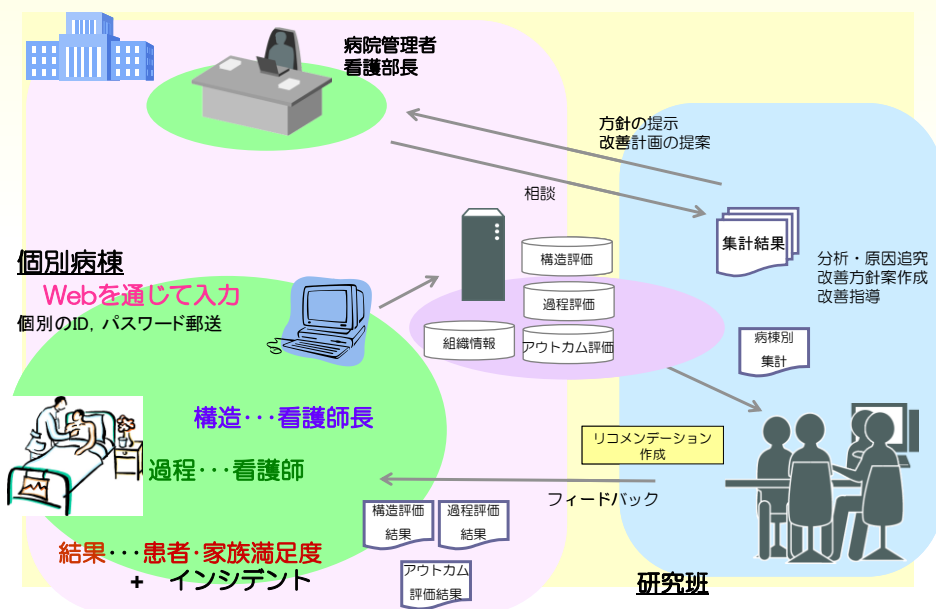 病院管理者
看護部長
方針の提示
改善計画の提案
相談
集計結果
分析・原因追究
改善方針案作成
改善指導
個別病棟
Webを通じて入力
個別のID, パスワード郵送
構造評価
過程評価
組織情報
アウトカム評価
病棟別
集計
構造・・・看護師長
過程・・・看護師
結果・・・患者・家族満足度
+ インシデント
リコメンデーション
作成
フィードバック
構造評価
結果
過程評価
結果
アウトカム
評価結果
研究班